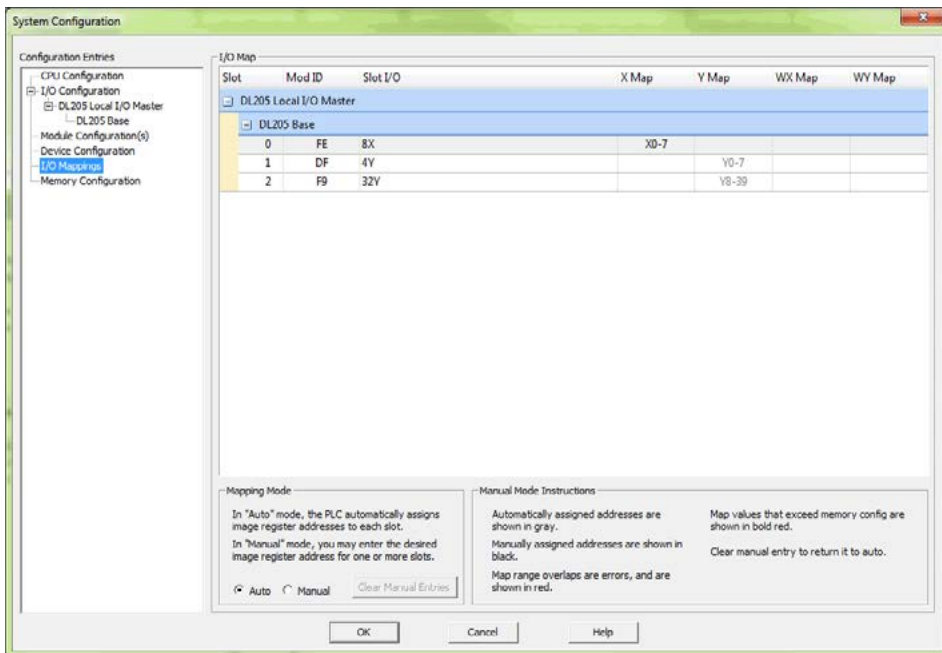 System Configuration
Configuration Entries
CPU Configuration
I/O Configuration
DL205 Local I/O Master
DL205 Base
Module Configuration(s)
Device Configuration
I/O Mappings
Memory Configuration
I/O Map
Slot Mod ID Slot I/O X Map Y Map WX Map WY Map
DL205 Local I/O Master
DL205 Base
0 FE 8X X0-7
1 DF 4Y Y0-7
2 F9 32Y Y8-39
Mapping Mode
In "Auto" mode, the PLC automatically assigns
image register addresses to each slot.
In "Manual" mode, you may enter the desired
image register address for one or more slots.
Auto Manual Clear Manual Entries
Manual Mode Instructions
Automatically assigned addresses are
shown in gray.
Manually assigned addresses are shown in
black.
Map range overlaps are errors, and are
shown in red.
Map values that exceed memory config are
shown in bold red.
Clear manual entry to return it to auto.
OK Cancel Help